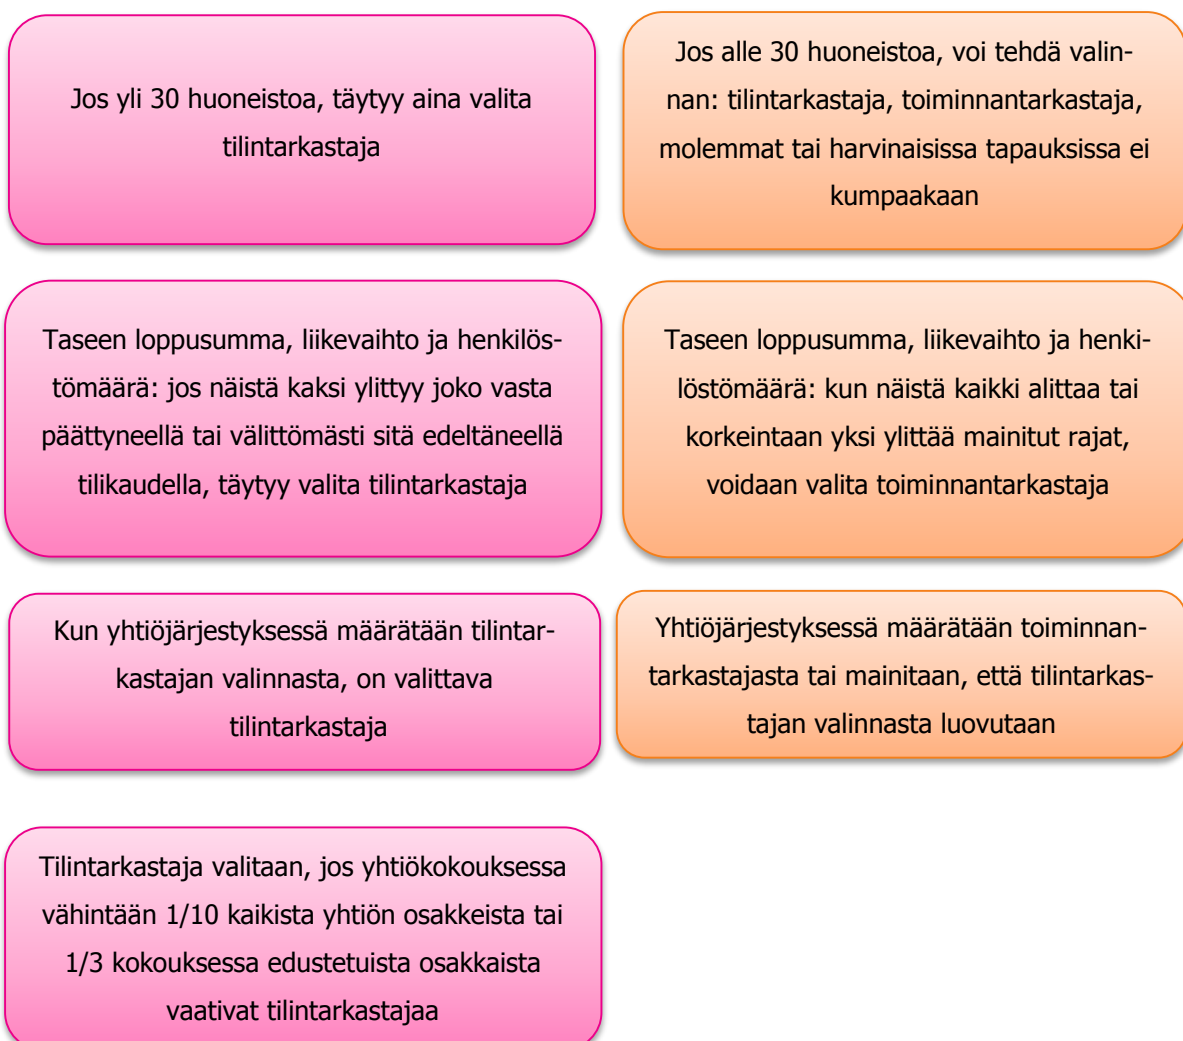 Jos yli 30 huoneistoa, täytyy aina valita
tilintarkastaja
Jos alle 30 huoneistoa, voi tehdä valin-
nan: tilintarkastaja, toiminnantarkastaja,
molemmat tai harvinaisissa tapauksissa ei
kumpaakaan
Taseen loppusumma, liikevaihto ja henkilös-
tömäärä: jos näistä kaksi ylittyy joko vasta
päättyneellä tai välittömästi sitä edeltäneellä
tilikaudella, täytyy valita tilintarkastaja
Taseen loppusumma, liikevaihto ja henki-
löstömäärä: kun näistä kaikki alittaa tai
korkeintaan yksi ylittää mainitut rajat,
voidaan valita toiminnantarkastaja
Kun yhtiöjärjestyksessä määrätään tilintar-
kastajan valinnasta, on valittava
tilintarkastaja
Yhtiöjärjestyksessä määrätään toiminnan-
tarkastajasta tai mainitaan, että tilintarkas-
tajan valinnasta luovutaan
Tilintarkastaja valitaan, jos yhtiökokouksessa
vähintään 1/10 kaikista yhtiön osakkeista tai
1/3 kokouksessa edustetuista osakkaista
vaativat tilintarkastajaa